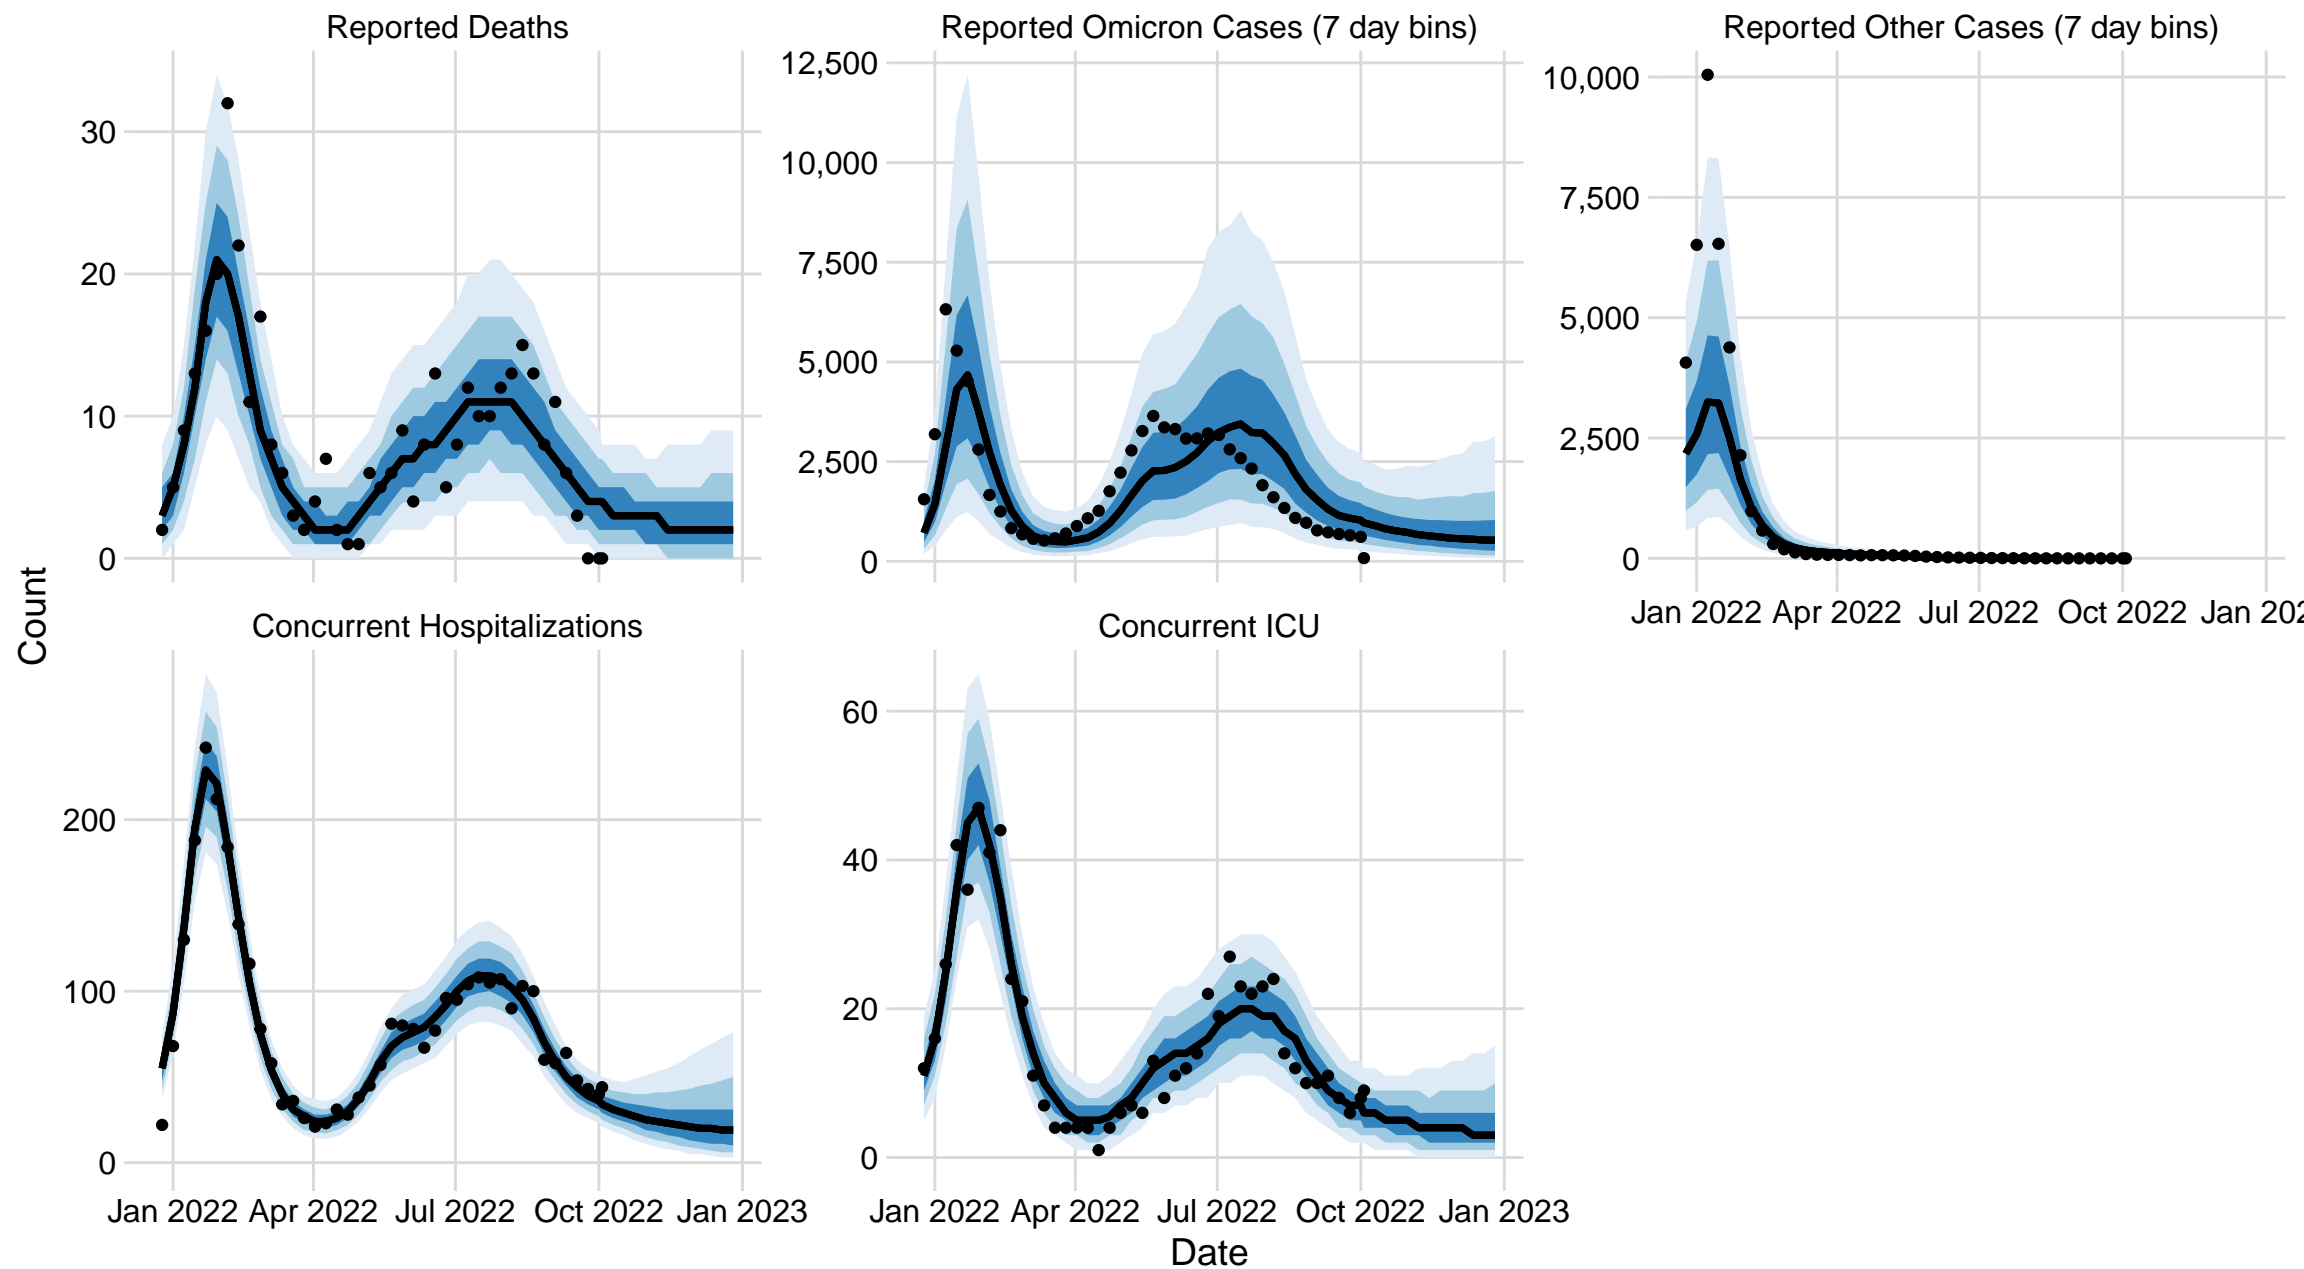 Reported Deaths
Reported Omicron Cases (7 day bins)
Reported Other Cases (7 day bins)
30
20
10
0
12,500
10,000
7,500
5,000
2,500
0
10,000
7,500
5,000
2,500
0
Jan 2022 Apr 2022 Jul 2022 Oct 2022 Jan 202
Count
Concurrent Hospitalizations
Concurrent ICU
200
100
0
60
40
20
0
Jan 2022 Apr 2022 Jul 2022 Oct 2022 Jan 2023
Jan 2022 Apr 2022 Jul 2022 Oct 2022 Jan 2023
Date